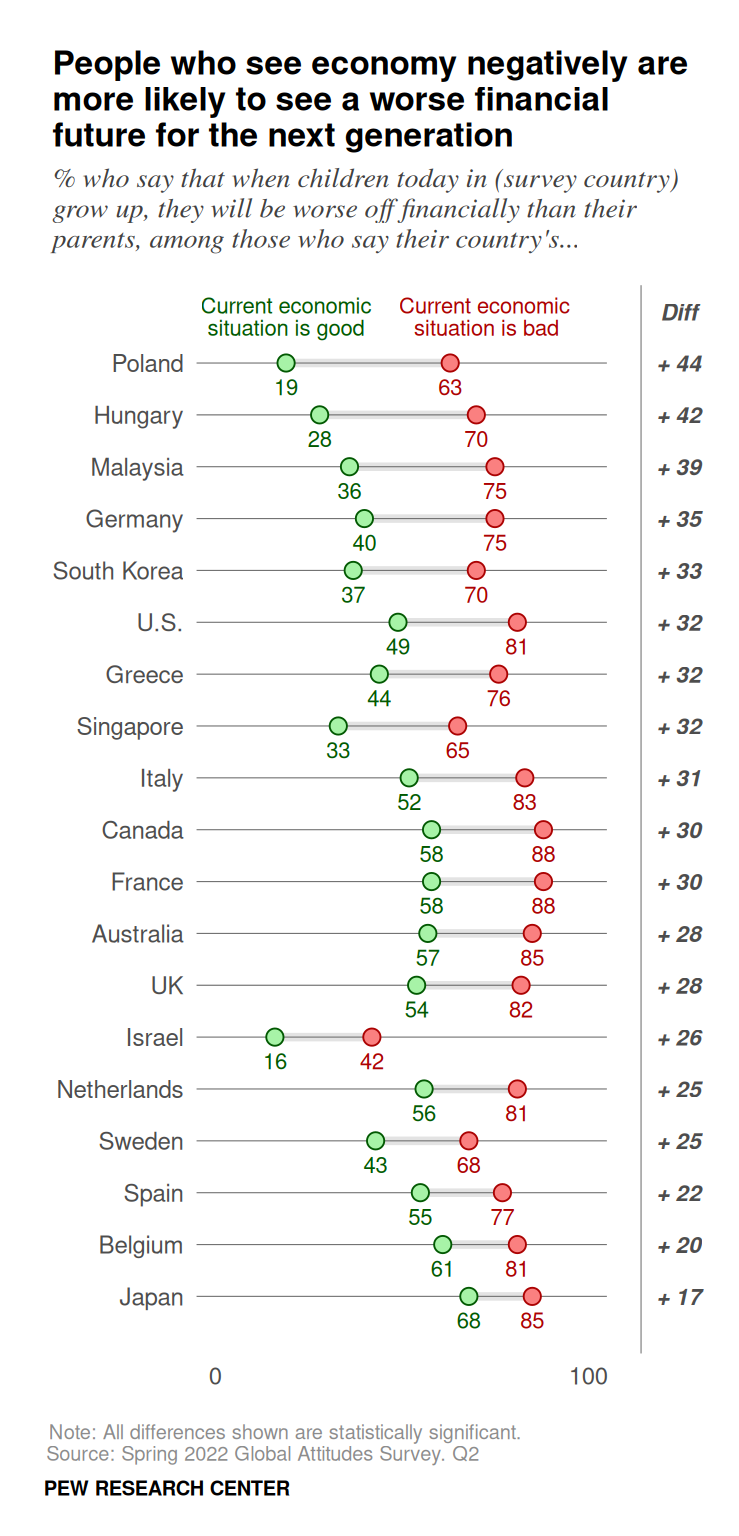 People who see economy negatively are
more likely to see a worse financial
future for the next generation
% who say that when children today in (survey country)
grow up, they will be worse off financially than their
parents, among those who say their country's...
Current economic
situation is good
Current economic
situation is bad
Diff
Poland
19
63
+ 44
Hungary
28
70
+ 42
Malaysia
36
75
+ 39
Germany
40
75
+ 35
South Korea
37
70
+ 33
U.S.
49
81
+ 32
Greece
44
76
+ 32
Singapore
33
65
+ 32
Italy
52
83
+ 31
Canada
58
88
+ 30
France
58
88
+ 30
Australia
57
85
+ 28
UK
54
82
+ 28
Israel
16
42
+ 26
Netherlands
56
81
+ 25
Sweden
43
68
+ 25
Spain
55
77
+ 22
Belgium
61
81
+ 20
Japan
68
85
+ 17
0
100
Note: All differences shown are statistically significant.
Source: Spring 2022 Global Attitudes Survey. Q2
PEW RESEARCH CENTER